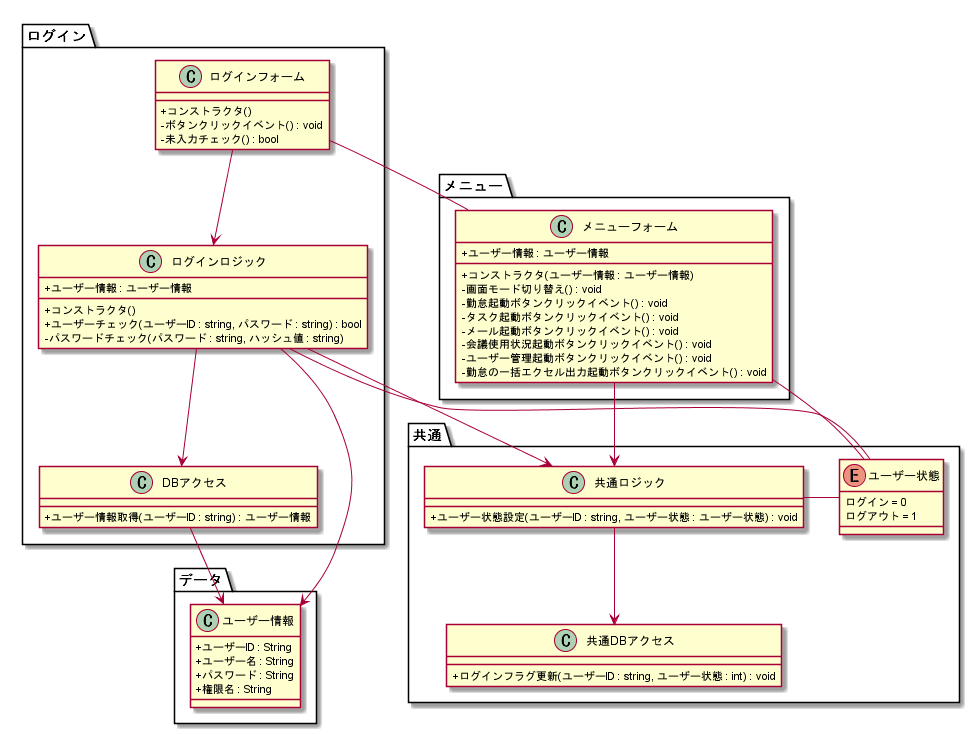 ログイン
C ログインフォーム
+コンストラクタ()
-ボタンクリックイベント() : void
-未入力チェック() : bool
メニュー
C メニューフォーム
+ユーザー情報 : ユーザー情報
+コンストラクタ(ユーザー情報 : ユーザー情報)
-画面モード切り替え() : void
-勤怠起動ボタンクリックイベント() : void
-タスク起動ボタンクリックイベント() : void
-メール起動ボタンクリックイベント() : void
-会議使用状況起動ボタンクリックイベント() : void
-ユーザー管理起動ボタンクリックイベント() : void
-勤怠の一括エクセル出力起動ボタンクリックイベント() : void
C ログインロジック
+ユーザー情報 : ユーザー情報
+コンストラクタ()
+ユーザーチェック(ユーザーID : string, パスワード : string) : bool
-パスワードチェック(パスワード : string, ハッシュ値 : string)
共通
C DBアクセス
+ユーザー情報取得(ユーザーID : string) : ユーザー情報
C 共通ロジック
+ユーザー状態設定(ユーザーID : string, ユーザー状態 : ユーザー状態) : void
E ユーザー状態
ログイン = 0
ログアウト = 1
データ
C ユーザー情報
+ユーザーID : String
+ユーザー名 : String
+パスワード : String
+権限名 : String
C 共通DBアクセス
+ログインフラグ更新(ユーザーID : string, ユーザー状態 : int) : void